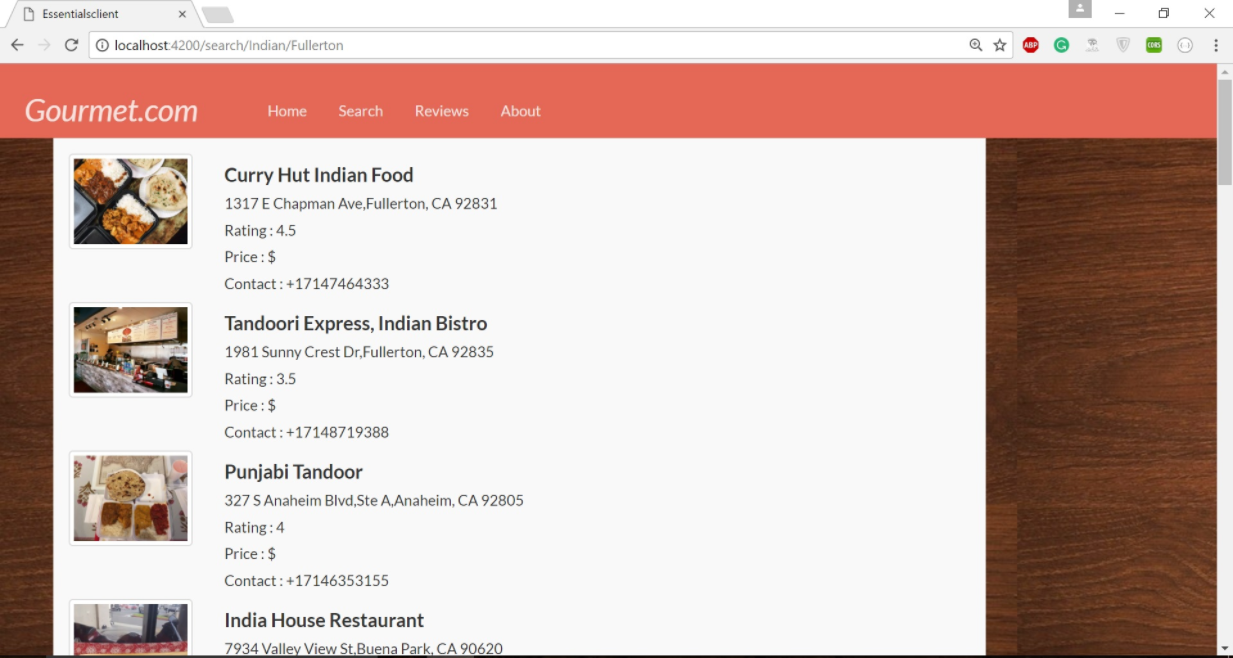 Essentialsclient
localhost:4200/search/Indian/Fullerton
ABP
CORS
Gourmet.com
Home
Search
Reviews
About
Curry Hut Indian Food
1317 E Chapman Ave,Fullerton, CA 92831
Rating : 4.5
Price : $
Contact : +17147464333
Tandoori Express, Indian Bistro
1981 Sunny Crest Dr,Fullerton, CA 92835
Rating : 3.5
Price : $
Contact : +17148719388
Punjabi Tandoor
327 S Anaheim Blvd,Ste A,Anaheim, CA 92805
Rating : 4
Price : $
Contact : +17146353155
India House Restaurant
7934 Valley View St,Buena Park, CA 90620